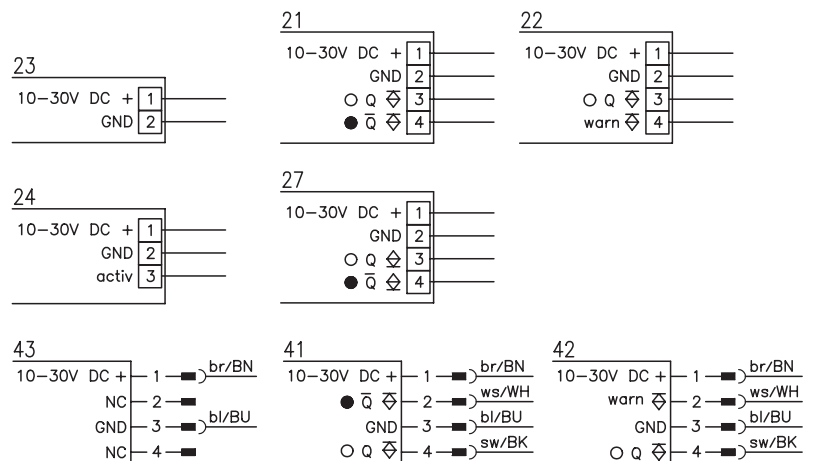 21
10–30V DC + 1
GND 2
Q 3
Q̅ 4
22
10–30V DC + 1
GND 2
Q 3
warn 4
23
10–30V DC + 1
GND 2
24
10–30V DC + 1
GND 2
activ 3
27
10–30V DC + 1
GND 2
Q 3
Q̅ 4
43
10–30V DC + 1 br/BN
NC 2
GND 3 bl/BU
NC 4
41
10–30V DC + 1 br/BN
Q̅ 2 ws/WH
GND 3 bl/BU
Q 4 sw/BK
42
10–30V DC + 1 br/BN
warn 2 ws/WH
GND 3 bl/BU
Q 4 sw/BK